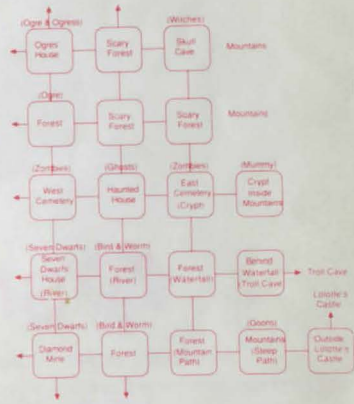 (Ogre & Ogress)
(Witches)
Ogres House
Scary Forest
Skull Cave
Mountains
(Ogre)
Forest
Scary Forest
Scary Forest
Mountains
(Zombies)
(Ghosts)
(Zombies)
(Mummy)
West Cemetery
Haunted House
East Cemetery (Crypt)
Crypt Inside Mountains
(Seven Dwarfs)
(Bird & Worm)
Seven Dwarfs House (River)
Forest (River)
Forest (Waterfall)
Behind Waterfall (Troll Cave)
Troll Cave
Lolotte's Castle
(Seven Dwarfs)
(Bird & Worm)
(Goons)
Diamond Mine
Forest
Forest (Mountain Path)
Mountains (Steep Path)
Outside Lolotte's Castle